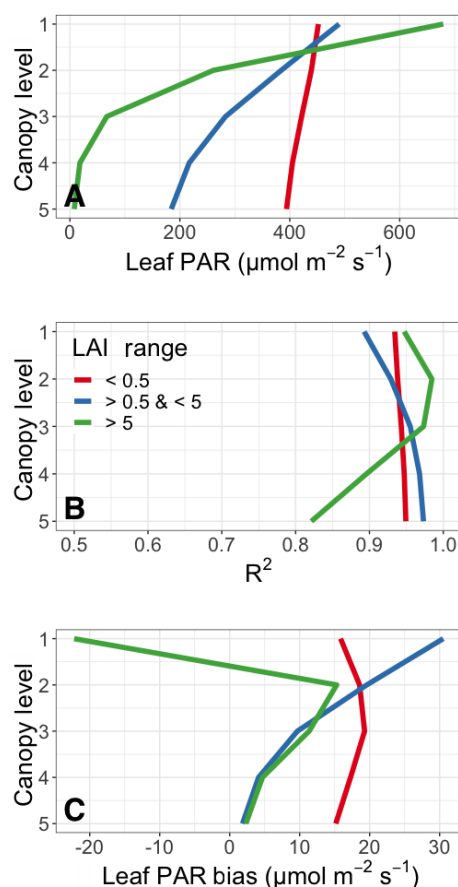 Canopy level
1
2
3
4
5
A
0 200 400 600
Leaf PAR (µmol m⁻² s⁻¹)
Canopy level
1
2
3
4
5
LAI range
< 0.5
> 0.5 & < 5
> 5
B
0.5 0.6 0.7 0.8 0.9 1.0
R²
Canopy level
1
2
3
4
5
C
-20 -10 0 10 20 30
Leaf PAR bias (µmol m⁻² s⁻¹)